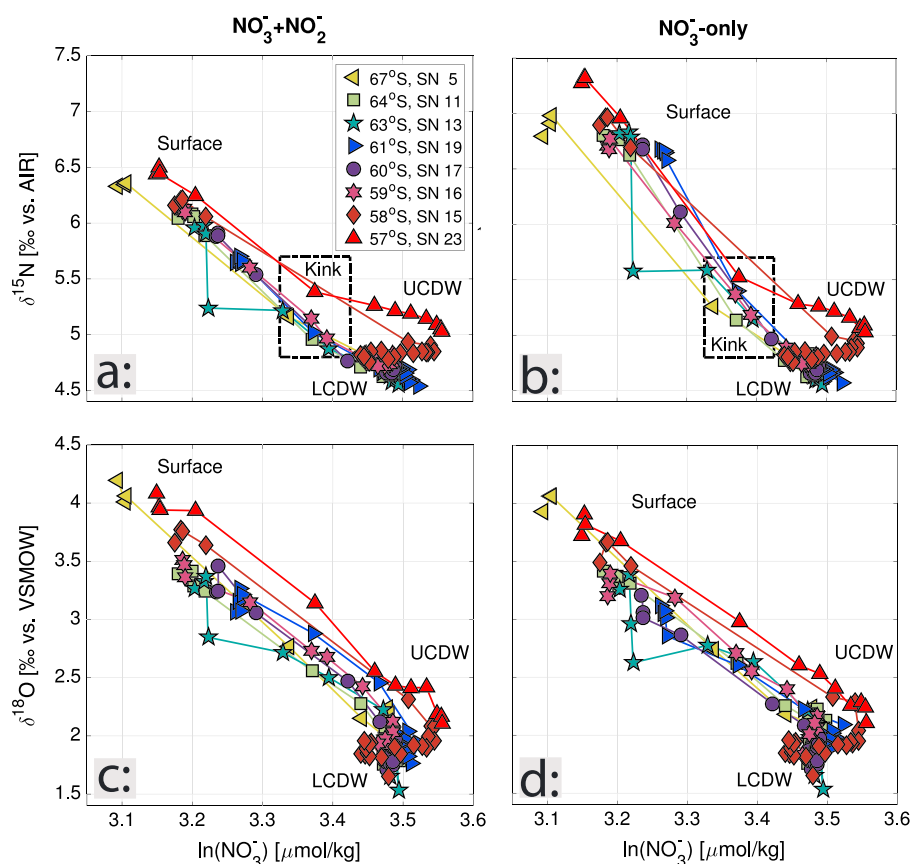 NO₃⁻+NO₂⁻
NO₃⁻-only
7.5
7
6.5
6
5.5
5
4.5
δ¹⁵N [‰ vs. AIR]
Surface
Kink
UCDW
LCDW
a:
67°S, SN 5
64°S, SN 11
63°S, SN 13
61°S, SN 19
60°S, SN 17
59°S, SN 16
58°S, SN 15
57°S, SN 23
Surface
Kink
UCDW
LCDW
b:
4.5
4
3.5
3
2.5
2
1.5
δ¹⁸O [‰ vs. VSMOW]
Surface
UCDW
LCDW
c:
3.1 3.2 3.3 3.4 3.5 3.6
ln(NO₃⁻) [μmol/kg]
Surface
UCDW
LCDW
d:
3.1 3.2 3.3 3.4 3.5 3.6
ln(NO₃⁻) [μmol/kg]